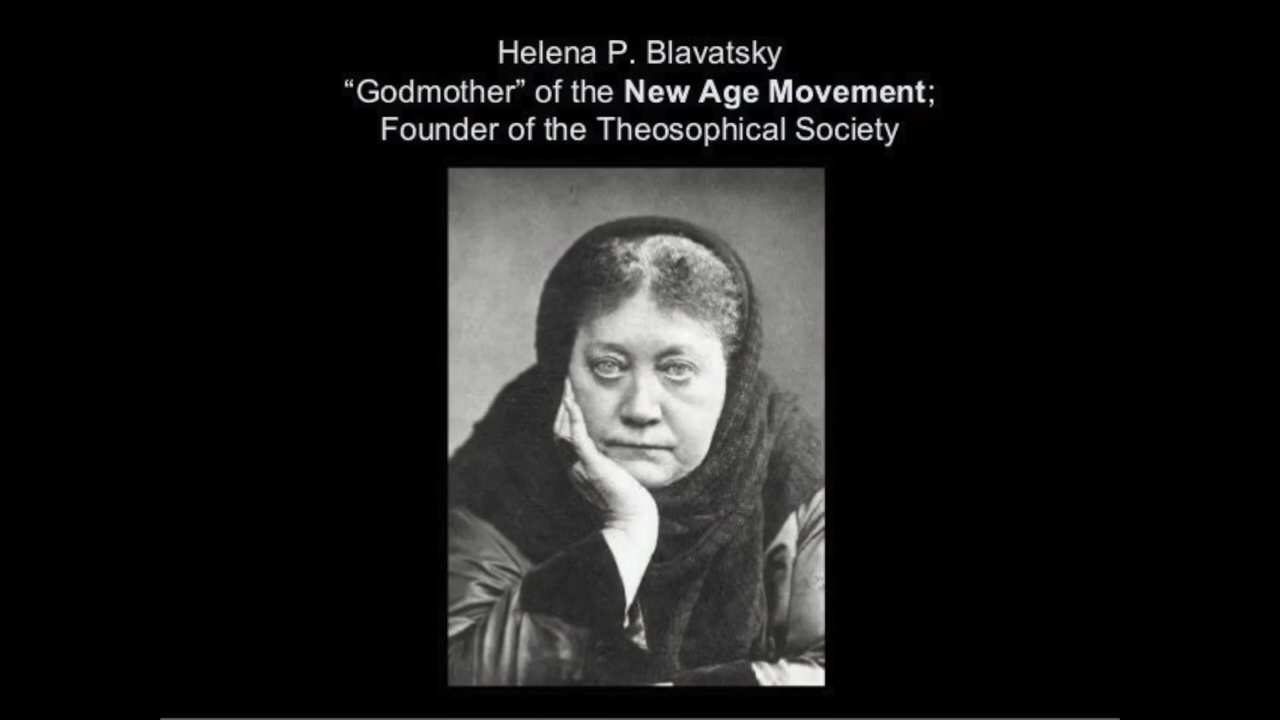 Helena P. Blavatsky
“Godmother” of the New Age Movement;
Founder of the Theosophical Society